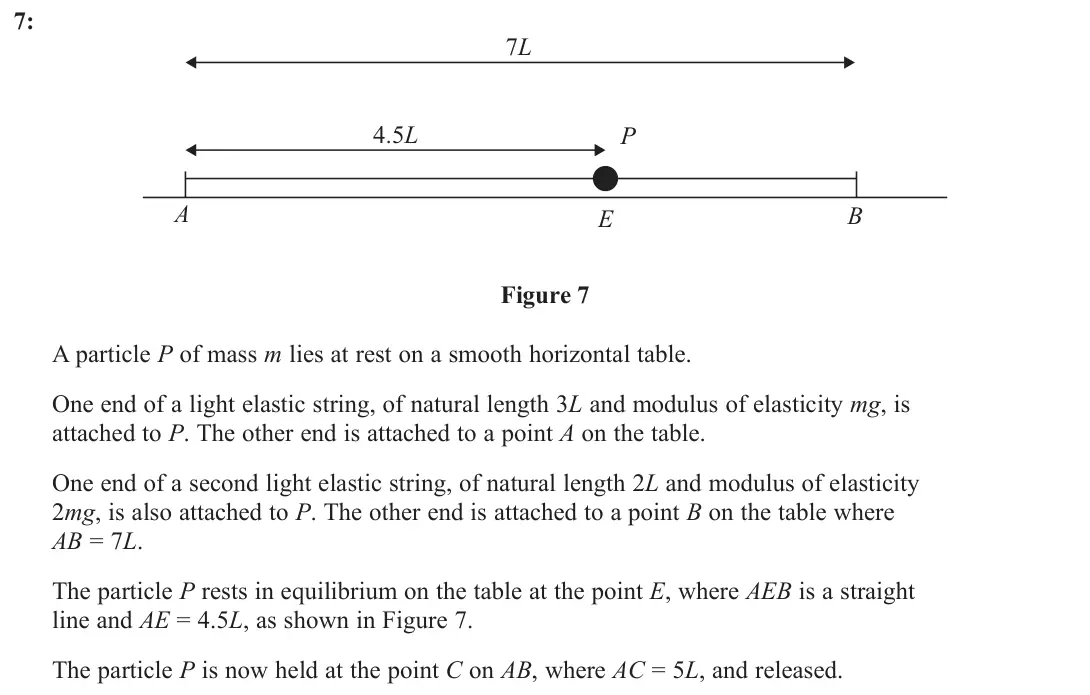 7:
7L
4.5L
P
A
E
B
Figure 7
A particle P of mass m lies at rest on a smooth horizontal table.
One end of a light elastic string, of natural length 3L and modulus of elasticity mg, is
attached to P. The other end is attached to a point A on the table.
One end of a second light elastic string, of natural length 2L and modulus of elasticity
2mg, is also attached to P. The other end is attached to a point B on the table where
AB = 7L.
The particle P rests in equilibrium on the table at the point E, where AEB is a straight
line and AE = 4.5L, as shown in Figure 7.
The particle P is now held at the point C on AB, where AC = 5L, and released.